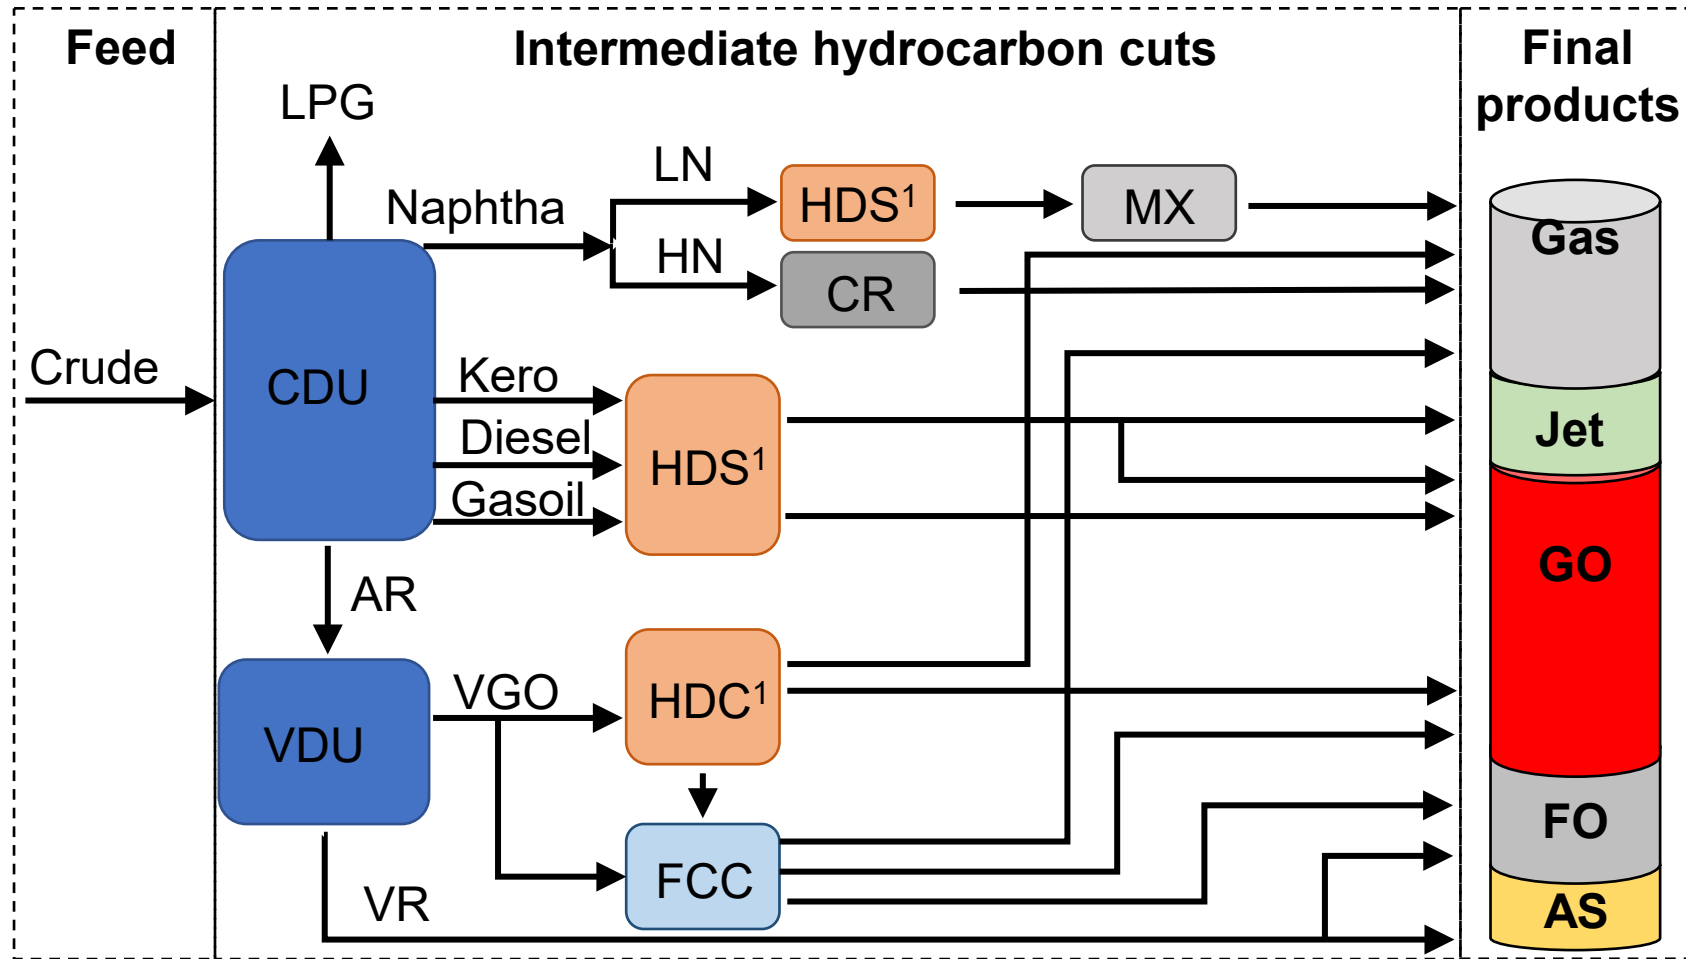 Feed
Intermediate hydrocarbon cuts
Final
products
LPG
Naphtha
LN
HN
HDS¹
MX
CR
Gas
Crude
CDU
Kero
Diesel
Gasoil
HDS¹
Jet
GO
AR
VDU
VGO
HDC¹
FCC
VR
FO
AS